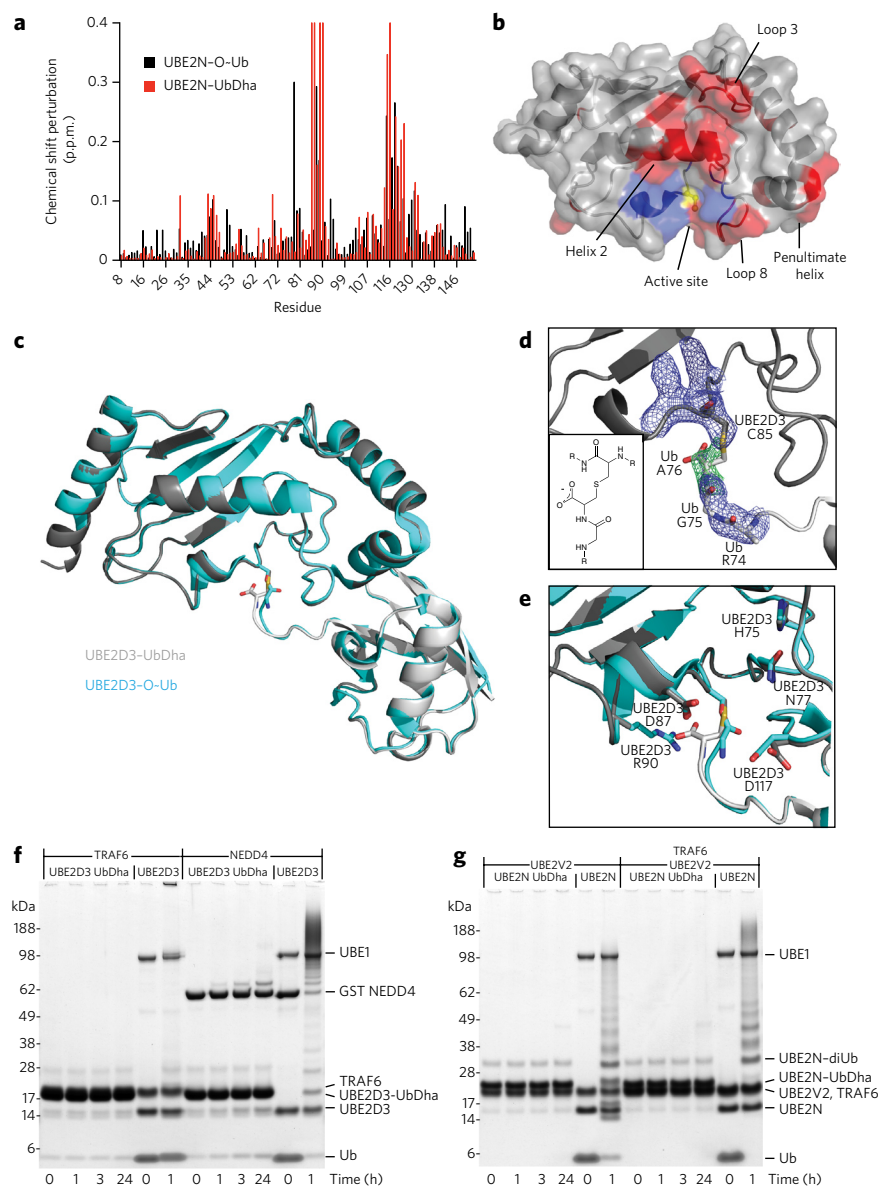 a
0.4
0.3
0.2
0.1
0
Chemical shift perturbation
(p.p.m.)
UBE2N–O~Ub
UBE2N–UbDha
8 16 26 35 44 53 62 72 81 90 99 107 116 130 138 146
Residue
b
Loop 3
Helix 2
Active site
Loop 8
Penultimate
helix
c
UBE2D3–UbDha
UBE2D3–O-Ub
d
UBE2D3
C85
Ub
A76
Ub
G75
Ub
R74
O H
R N N
H R
S
O
-O
NH O
HN
R
e
UBE2D3
H75
UBE2D3
N77
UBE2D3
D87
UBE2D3
R90
UBE2D3
D117
f
TRAF6 NEDD4
UBE2D3 UbDha UBE2D3 UBE2D3 UbDha UBE2D3
kDa
188-
98-
62-
49-
38-
28-
17-
14-
6-
UBE1
GST NEDD4
TRAF6
UBE2D3-UbDha
UBE2D3
Ub
0 1 3 24 0 1 0 1 3 24 0 1 Time (h)
g
TRAF6
UBE2V2 UBE2V2
UBE2N UbDha UBE2N UBE2N UbDha UBE2N
kDa
188-
98-
62-
49-
38-
28-
17-
14-
6-
UBE1
UBE2N–diUb
UBE2N–UbDha
UBE2V2, TRAF6
UBE2N
Ub
0 1 3 24 0 1 0 1 3 24 0 1 Time (h)